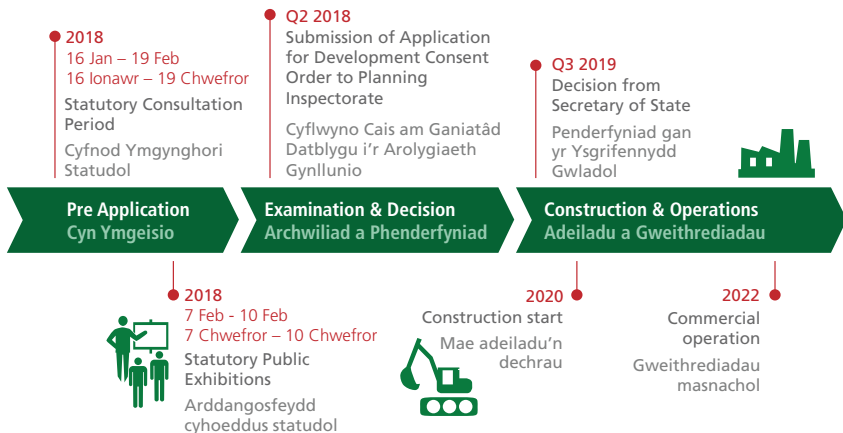 2018
16 Jan – 19 Feb
16 Ionawr – 19 Chwefror
Statutory Consultation
Period
Cyfnod Ymgynghori
Statudol
Q2 2018
Submission of Application
for Development Consent
Order to Planning
Inspectorate
Cyflwyno Cais am Ganiatâd
Datblygu i'r Arolygiaeth
Gynllunio
Q3 2019
Decision from
Secretary of State
Penderfyniad gan
yr Ysgrifennydd
Gwladol
Pre Application
Cyn Ymgeisio
Examination & Decision
Archwiliad a Phenderfyniad
Construction & Operations
Adeiladu a Gweithrediadau
2018
7 Feb - 10 Feb
7 Chwefror – 10 Chwefror
Statutory Public
Exhibitions
Arddangosfeydd
cyhoeddus statudol
2020
Construction start
Mae adeiladu'n
dechrau
2022
Commercial
operation
Gweithrediadau
masnachol